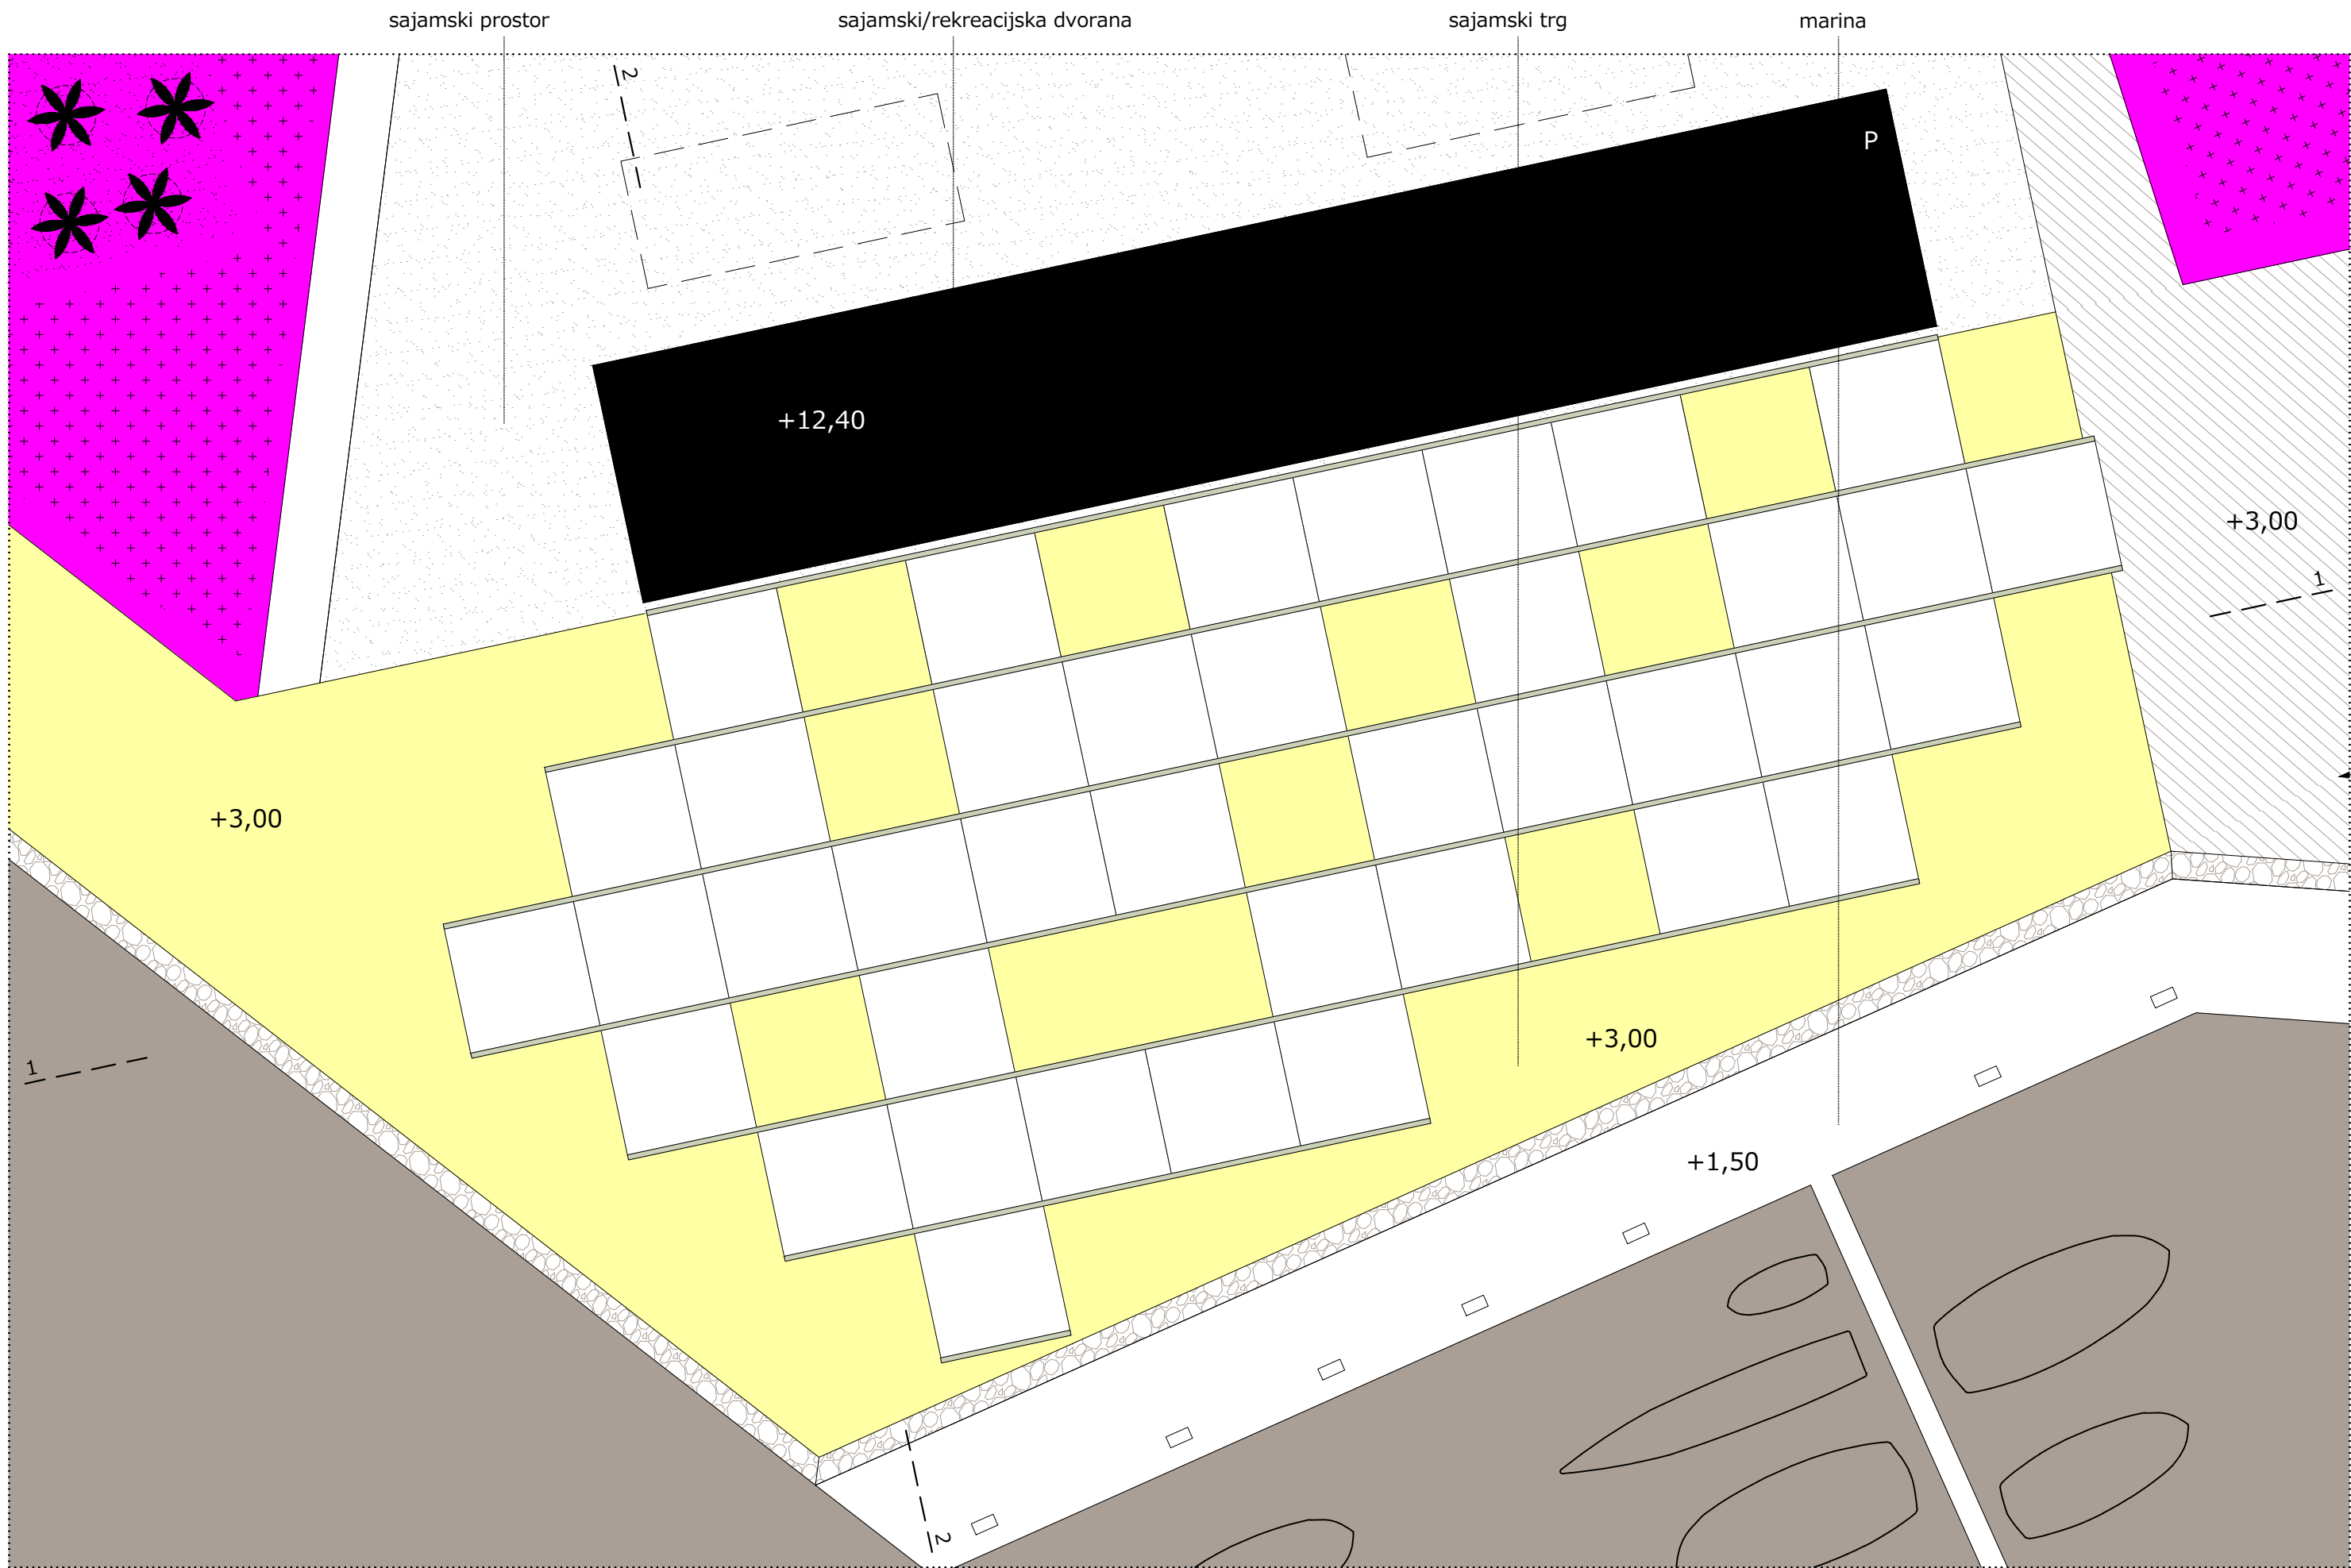 sajamski prostor
sajamski/rekreacijska dvorana
sajamski trg
marina
2
P
+12,40
+3,00
1
+3,00
1
+3,00
+1,50
2